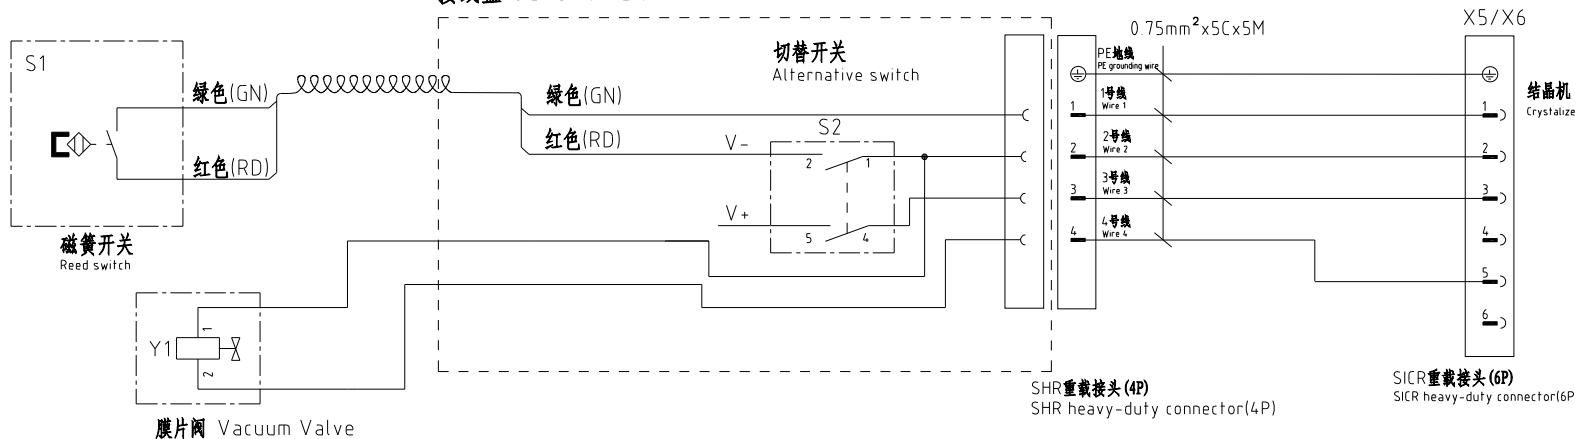 X5/X6
0.75mm²x5Cx5M
S1
切替开关
Alternative switch
PE地线
PE grounding wire
绿色(GN)
绿色(GN)
结晶机
Crystalize
1号线
Wire 1
1
1
S2
红色(RD)
V-
2
1
2号线
Wire 2
2
2
红色(RD)
3号线
Wire 3
3
3
V+
5
4
4号线
Wire 4
4
4
磁簧开关
Reed switch
5
6
Y1
1
2
SHR重载接头(4P)
SHR heavy-duty connector(4P)
SICR重载接头(6P)
SICR heavy-duty connector(6P
膜片阀 Vacuum Valve